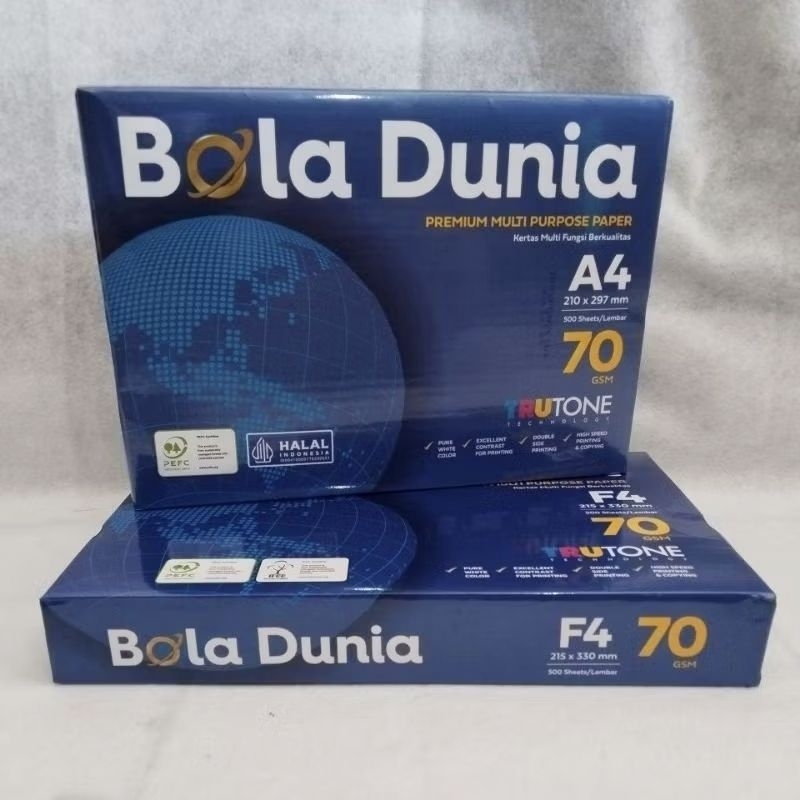 Bola Dunia
PREMIUM MULTI PURPOSE PAPER
Kertas Multi Fungsi Berkualitas
A4
210 x 297 mm
500 Sheets/Lembar
70
GSM
TRUTONE
TECHNOLOGY
PURE WHITE COLOR
EXCELLENT CONTRAST FOR PRINTING
DOUBLE SIDE PRINTING
HIGH SPEED PRINTING & COPYING
PEFC
HALAL
INDONESIA
MULTI PURPOSE PAPER
Kertas Multi Fungsi Berkualitas
F4
215 x 330 mm
500 Sheets/Lembar
70
GSM
TRUTONE
TECHNOLOGY
PURE WHITE COLOR
EXCELLENT CONTRAST FOR PRINTING
DOUBLE SIDE PRINTING
HIGH SPEED PRINTING & COPYING
PEFC
Bola Dunia
F4
215 x 330 mm
500 Sheets/Lembar
70
GSM